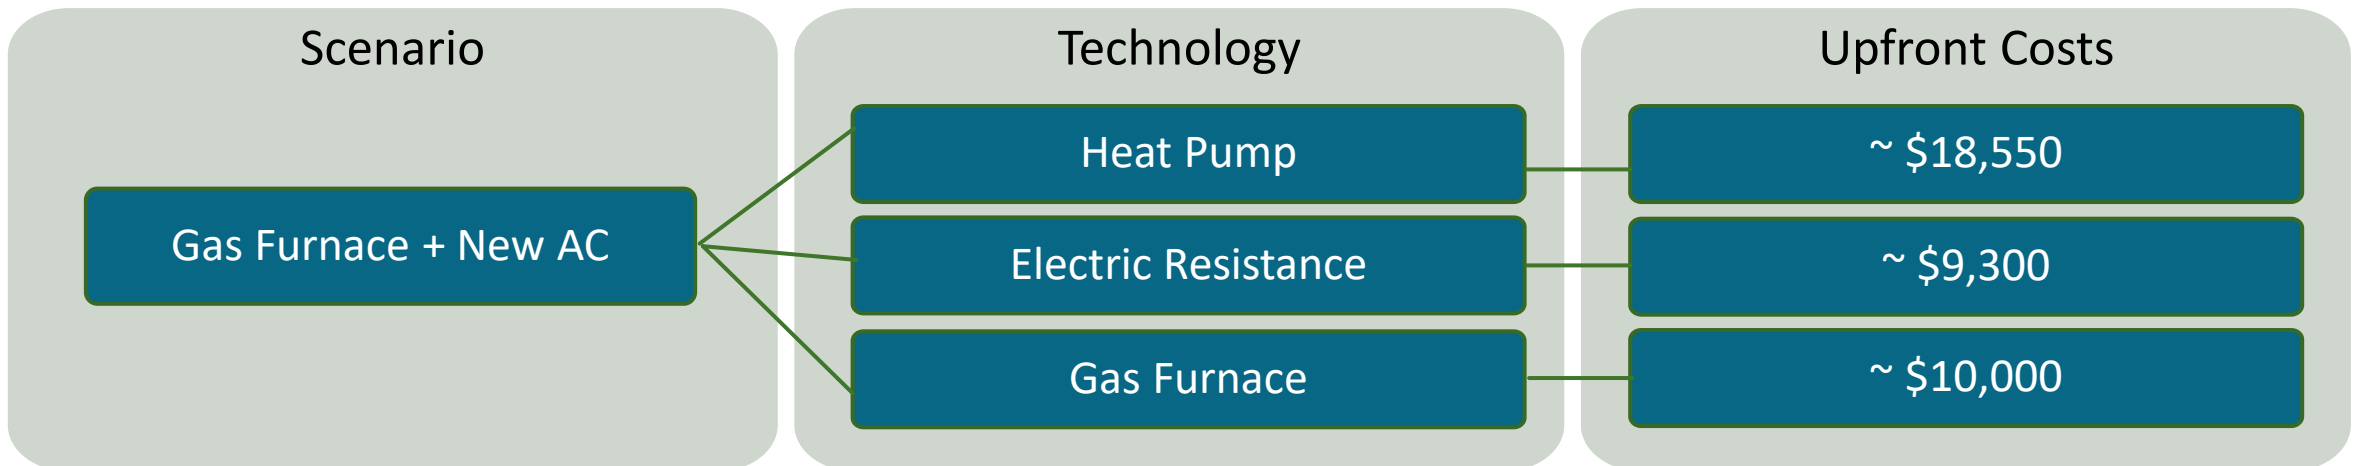 Scenario
Technology
Upfront Costs
Gas Furnace + New AC
Heat Pump
~ $18,550
Electric Resistance
~ $9,300
Gas Furnace
~ $10,000